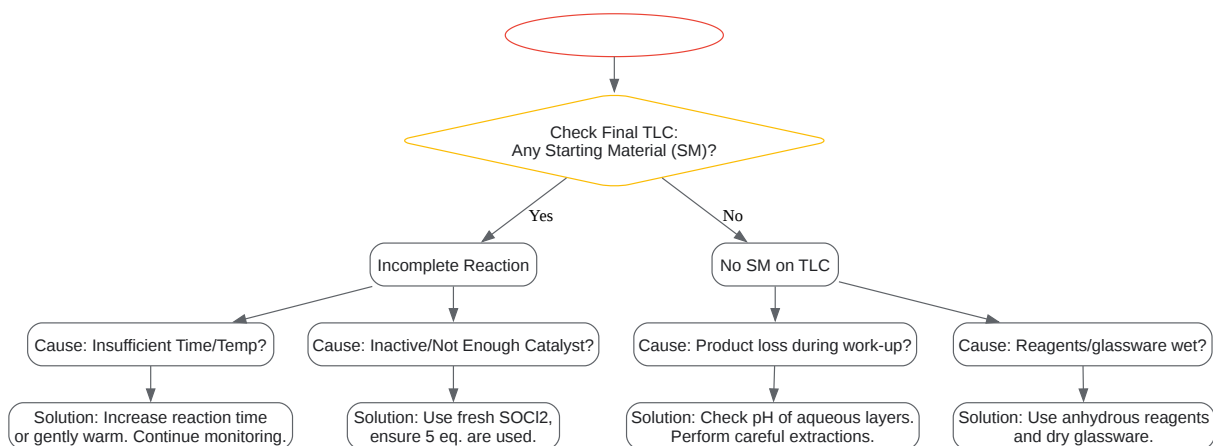 Check Final TLC:
Any Starting Material (SM)?
Yes
No
Incomplete Reaction
No SM on TLC
Cause: Insufficient Time/Temp?
Cause: Inactive/Not Enough Catalyst?
Cause: Product loss during work-up?
Cause: Reagents/glassware wet?
Solution: Increase reaction time
or gently warm. Continue monitoring.
Solution: Use fresh SOCl2,
ensure 5 eq. are used.
Solution: Check pH of aqueous layers.
Perform careful extractions.
Solution: Use anhydrous reagents
and dry glassware.